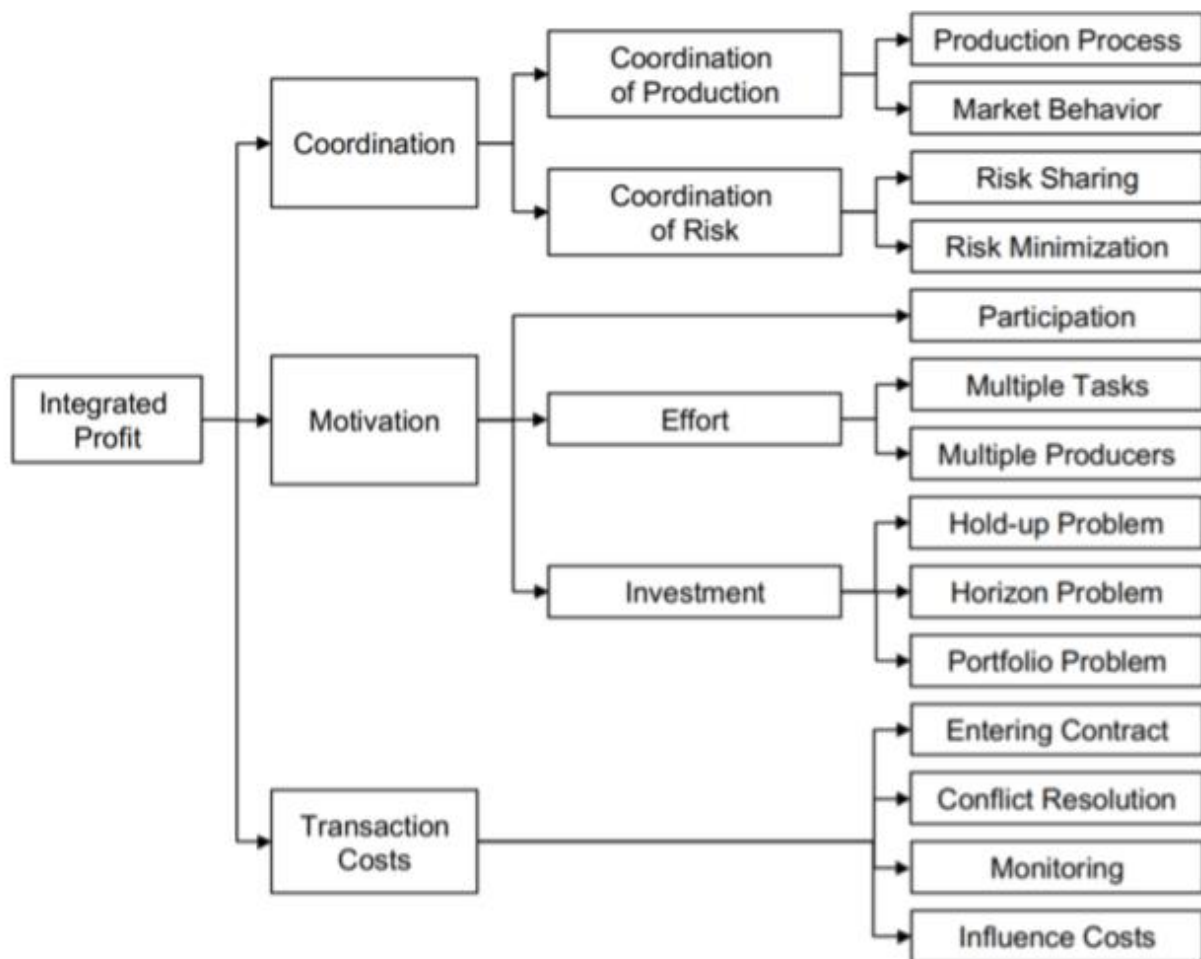 Integrated
Profit
Coordination
Motivation
Transaction
Costs
Coordination
of Production
Coordination
of Risk
Effort
Investment
Production Process
Market Behavior
Risk Sharing
Risk Minimization
Participation
Multiple Tasks
Multiple Producers
Hold-up Problem
Horizon Problem
Portfolio Problem
Entering Contract
Conflict Resolution
Monitoring
Influence Costs